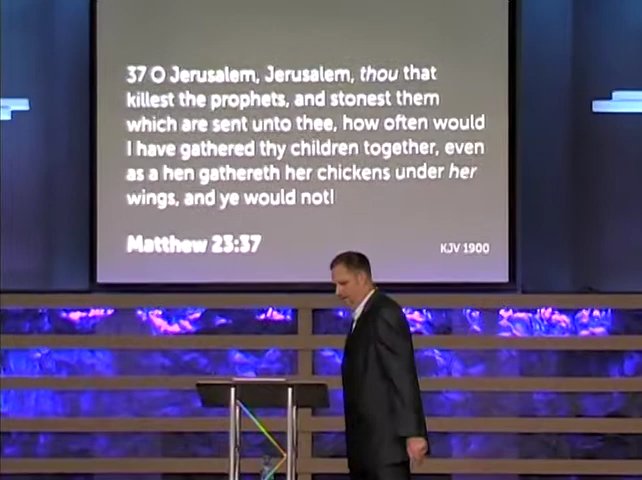 37 O Jerusalem, Jerusalem, thou that
killest the prophets, and stonest them
which are sent unto thee, how often would
I have gathered thy children together, even
as a hen gathereth her chickens under her
wings, and ye would not!
Matthew 23:37
KJV 1900